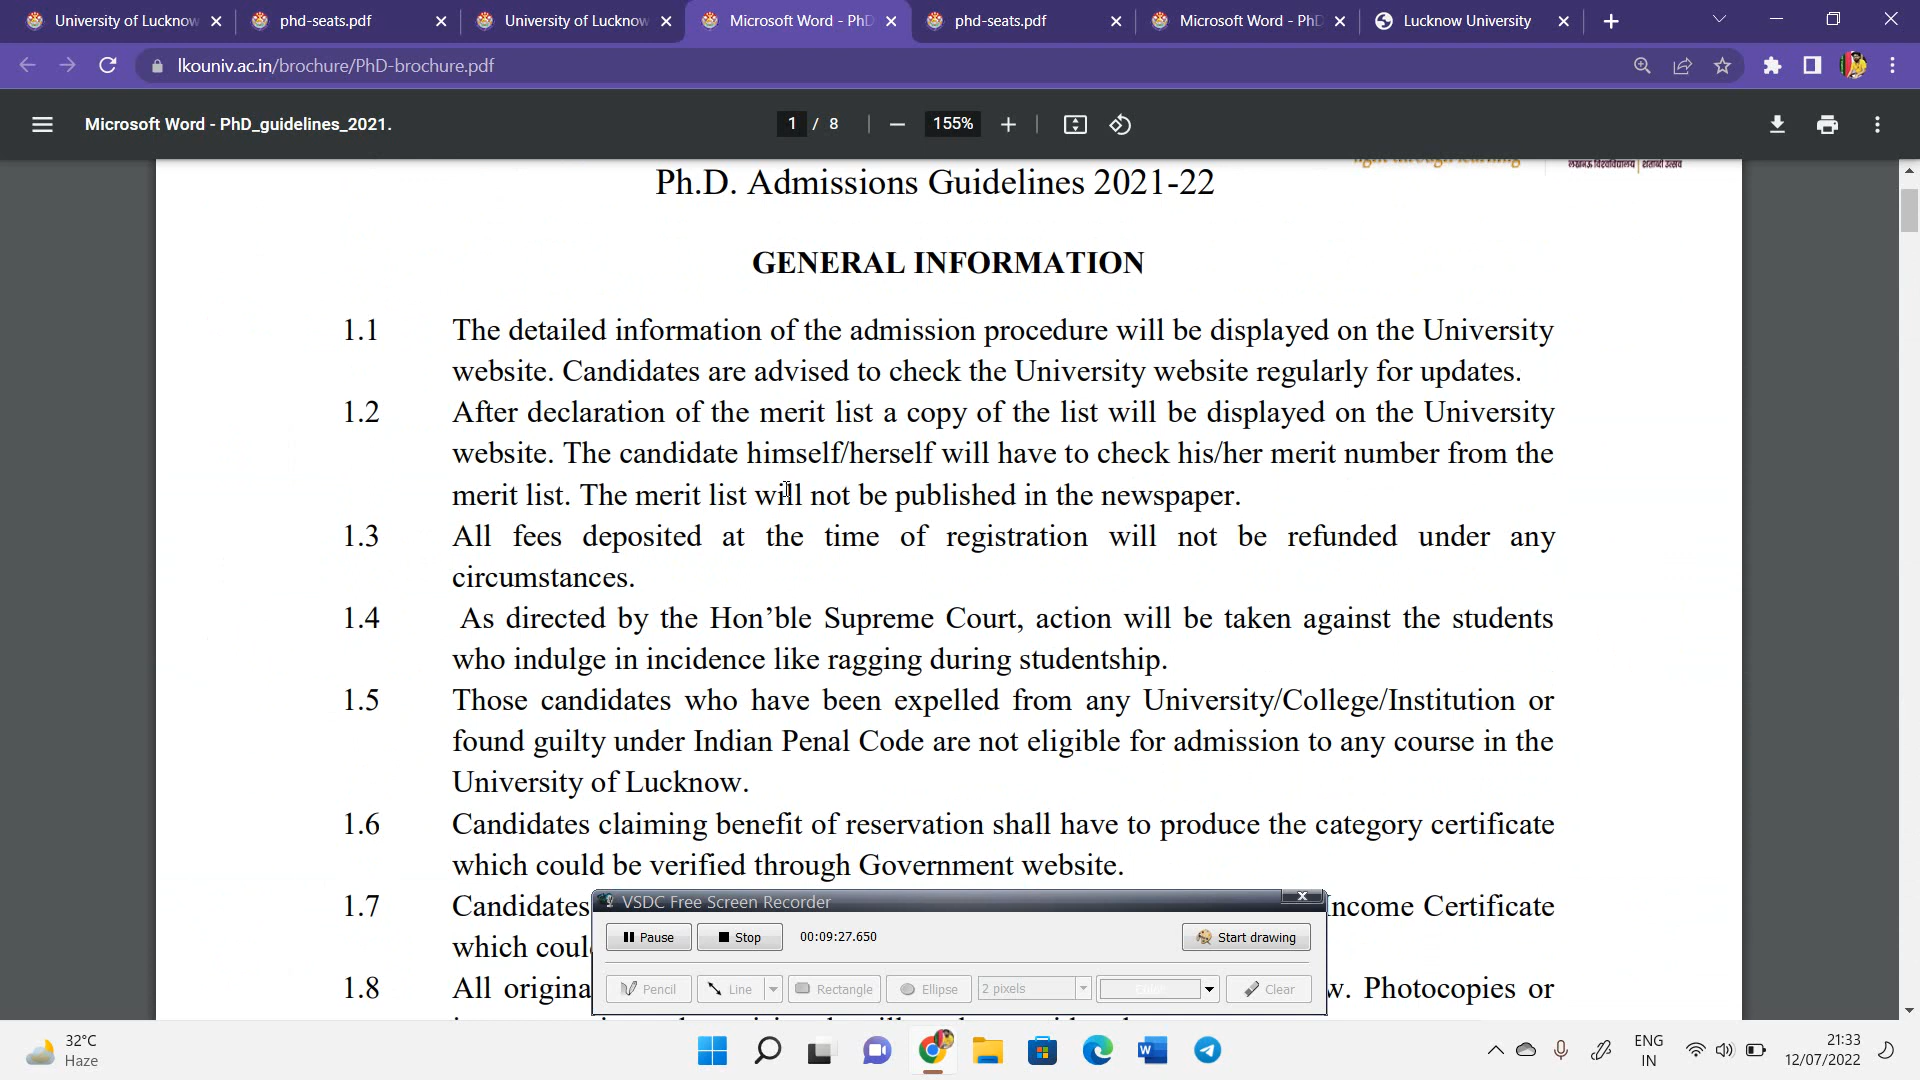 University of Lucknow
phd-seats.pdf
University of Lucknow
Microsoft Word - PhD
phd-seats.pdf
Microsoft Word - PhD
Lucknow University
lkouniv.ac.in/brochure/PhD-brochure.pdf
Microsoft Word - PhD_guidelines_2021.
1 / 8
155%
लखनऊ विश्वविद्यालय | शताब्दी उत्सव
Ph.D. Admissions Guidelines 2021-22
GENERAL INFORMATION
1.1 The detailed information of the admission procedure will be displayed on the University
website. Candidates are advised to check the University website regularly for updates.
1.2 After declaration of the merit list a copy of the list will be displayed on the University
website. The candidate himself/herself will have to check his/her merit number from the
merit list. The merit list will not be published in the newspaper.
1.3 All fees deposited at the time of registration will not be refunded under any
circumstances.
1.4 As directed by the Hon’ble Supreme Court, action will be taken against the students
who indulge in incidence like ragging during studentship.
1.5 Those candidates who have been expelled from any University/College/Institution or
found guilty under Indian Penal Code are not eligible for admission to any course in the
University of Lucknow.
1.6 Candidates claiming benefit of reservation shall have to produce the category certificate
which could be verified through Government website.
1.7 Candidates ncome Certificate
which coul
1.8 All origina w. Photocopies or
VSDC Free Screen Recorder
Pause
Stop
00:09:27.650
Start drawing
Pencil
Line
Rectangle
Ellipse
2 pixels
Color
Clear
32°C
Haze
ENG
IN
21:33
12/07/2022